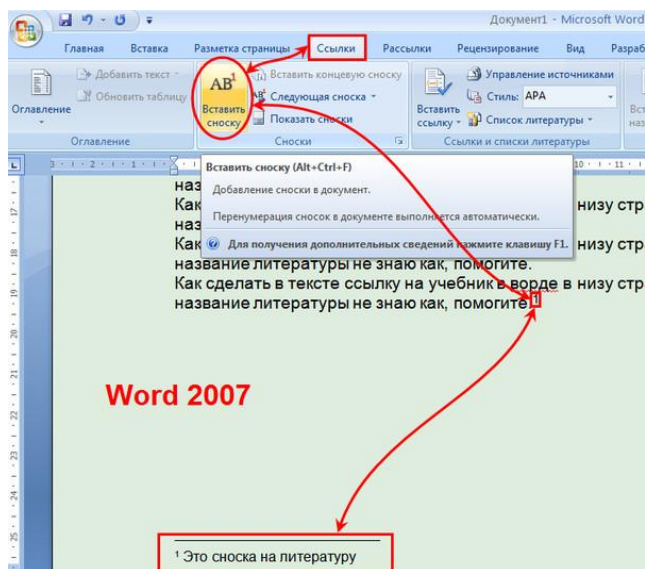 Документ1 - Microsoft Word
Главная Вставка Разметка страницы Ссылки Рассылки Рецензирование Вид Разраб
Оглавление
Добавить текст
Обновить таблицу
Оглавление
AB1
Вставить сноску
Вставить концевую сноску
Следующая сноска
Показать сноски
Сноски
Вставить ссылку
Управление источниками
Стиль: APA
Список литературы
Ссылки и списки литературы
Вставить сноску (Alt+Ctrl+F)
Добавление сноски в документ.
Перенумерация сносок в документе выполняется автоматически.
Для получения дополнительных сведений нажмите клавишу F1.
наз
Как низу стр
наз
Как низу стр
название литературы не знаю как, помогите.
Как сделать в тексте ссылку на учебник в ворде в низу стра
название литературы не знаю как, помогите.1
Word 2007
1 Это сноска на литературу